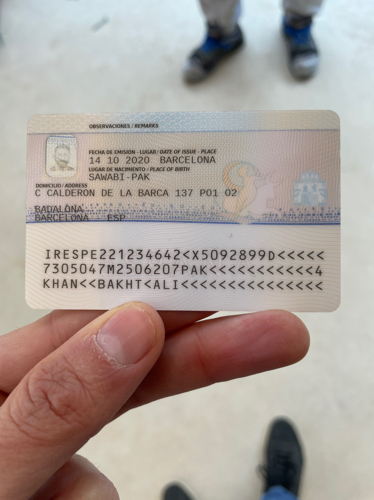 OBSERVACIONES / REMARKS
FECHA DE EMISIÓN - LUGAR / DATE OF ISSUE - PLACE
14 10 2020 BARCELONA
LUGAR DE NACIMIENTO / PLACE OF BIRTH
SAWABI-PAK
DOMICILIO / ADDRESS
C CALDERON DE LA BARCA 137 P01 02
BADALONA
BARCELONA ESP
IRESPE221234642<X5092899D<<<<<
7305047M2506207PAK<<<<<<<<<<<4
KHAN<<BAKHT<ALI<<<<<<<<<<<<<<<